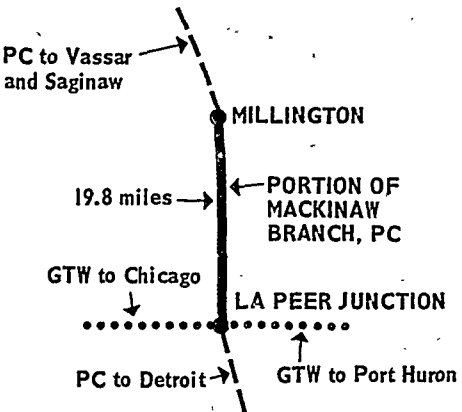 PC to Vassar
and Saginaw
MILLINGTON
19.8 miles
PORTION OF
MACKINAW
BRANCH, PC
GTW to Chicago
LA PEER JUNCTION
PC to Detroit
GTW to Port Huron